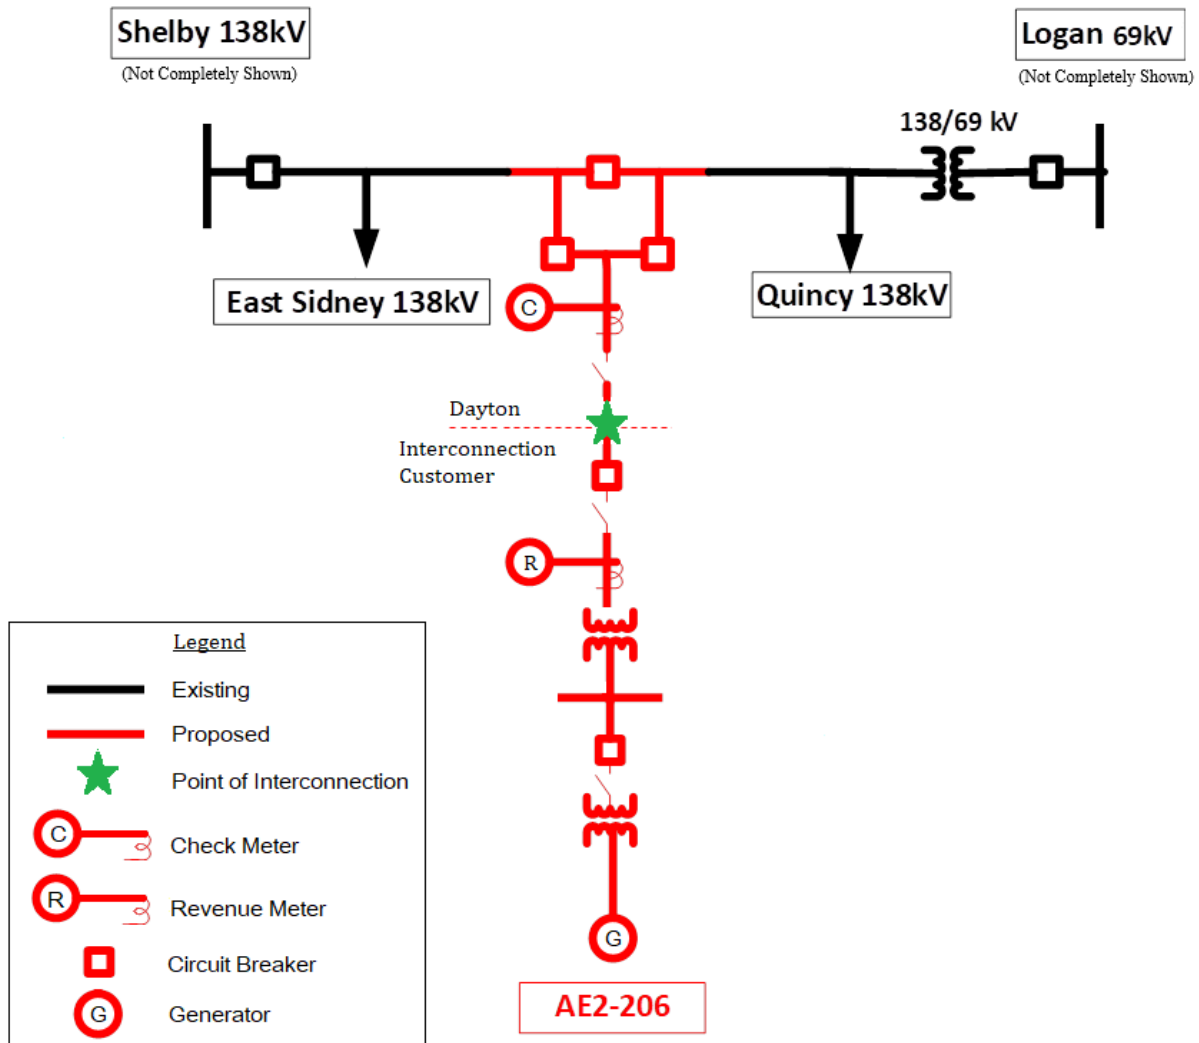 Shelby 138kV
(Not Completely Shown)
Logan 69kV
(Not Completely Shown)
138/69 kV
East Sidney 138kV
Quincy 138kV
C
Dayton
Interconnection
Customer
R
Legend
Existing
Proposed
Point of Interconnection
C
Check Meter
R
Revenue Meter
Circuit Breaker
G
Generator
G
AE2-206